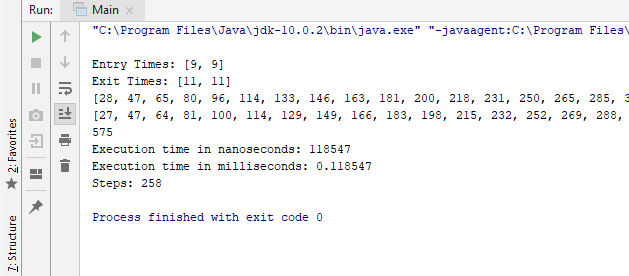 Run: Main ×
"C:\Program Files\Java\jdk-10.0.2\bin\java.exe" "-javaagent:C:\Program Files\
Entry Times: [9, 9]
Exit Times: [11, 11]
[28, 47, 65, 80, 96, 114, 133, 146, 163, 181, 200, 218, 231, 250, 265, 285, 3
[27, 47, 64, 81, 100, 114, 129, 149, 166, 183, 198, 215, 232, 252, 269, 288,
575
Execution time in nanoseconds: 118547
Execution time in milliseconds: 0.118547
Steps: 258
Process finished with exit code 0
2: Favorites
7: Structure